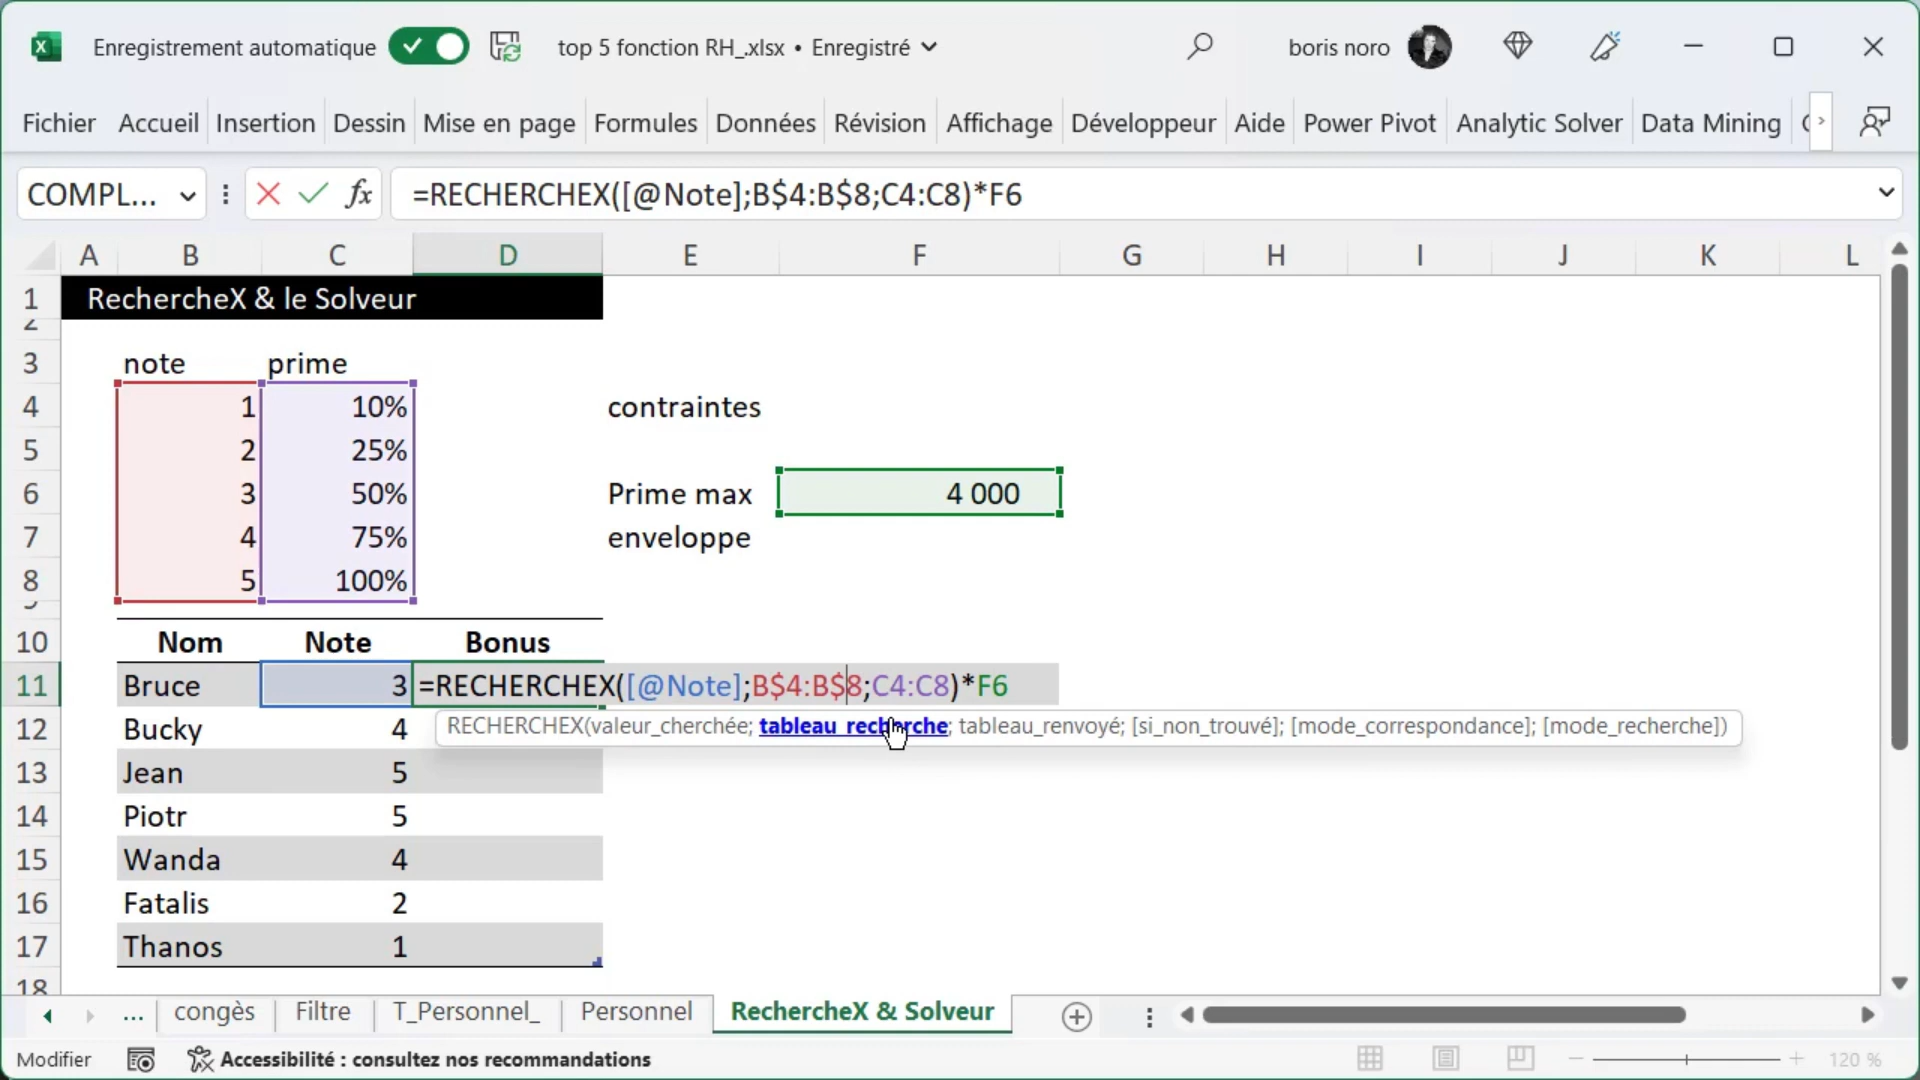 Enregistrement automatique top 5 fonction RH_.xlsx • Enregistré boris noro
Fichier Accueil Insertion Dessin Mise en page Formules Données Révision Affichage Développeur Aide Power Pivot Analytic Solver Data Mining
COMPL... fx =RECHERCHEX([@Note];B$4:B$8;C4:C8)*F6
A B C D E F G H I J K L
1 RechercheX & le Solveur
2
3 note prime
4 1 10% contraintes
5 2 25%
6 3 50% Prime max 4 000
7 4 75% enveloppe
8 5 100%
10 Nom Note Bonus
11 Bruce 3 =RECHERCHEX([@Note];B$4:B$8;C4:C8)*F6
12 Bucky 4 RECHERCHEX(valeur_cherchée; tableau_recherche; tableau_renvoyé; [si_non_trouvé]; [mode_correspondance]; [mode_recherche])
13 Jean 5
14 Piotr 5
15 Wanda 4
16 Fatalis 2
17 Thanos 1
18
... congès Filtre T_Personnel_ Personnel RechercheX & Solveur
Modifier Accessibilité : consultez nos recommandations 120 %